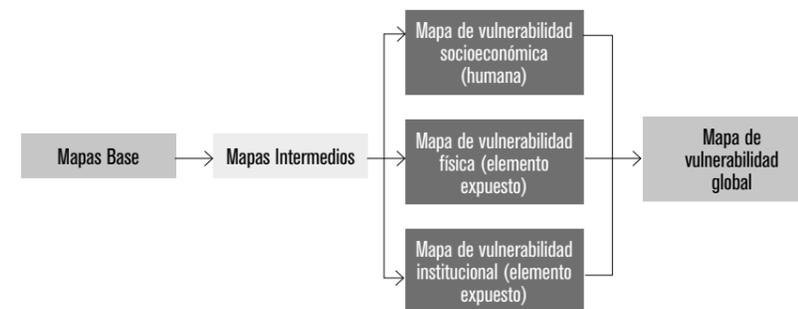 Mapas Base
Mapas Intermedios
Mapa de vulnerabilidad
socioeconómica
(humana)
Mapa de vulnerabilidad
física (elemento
expuesto)
Mapa de vulnerabilidad
institucional (elemento
expuesto)
Mapa de
vulnerabilidad
global